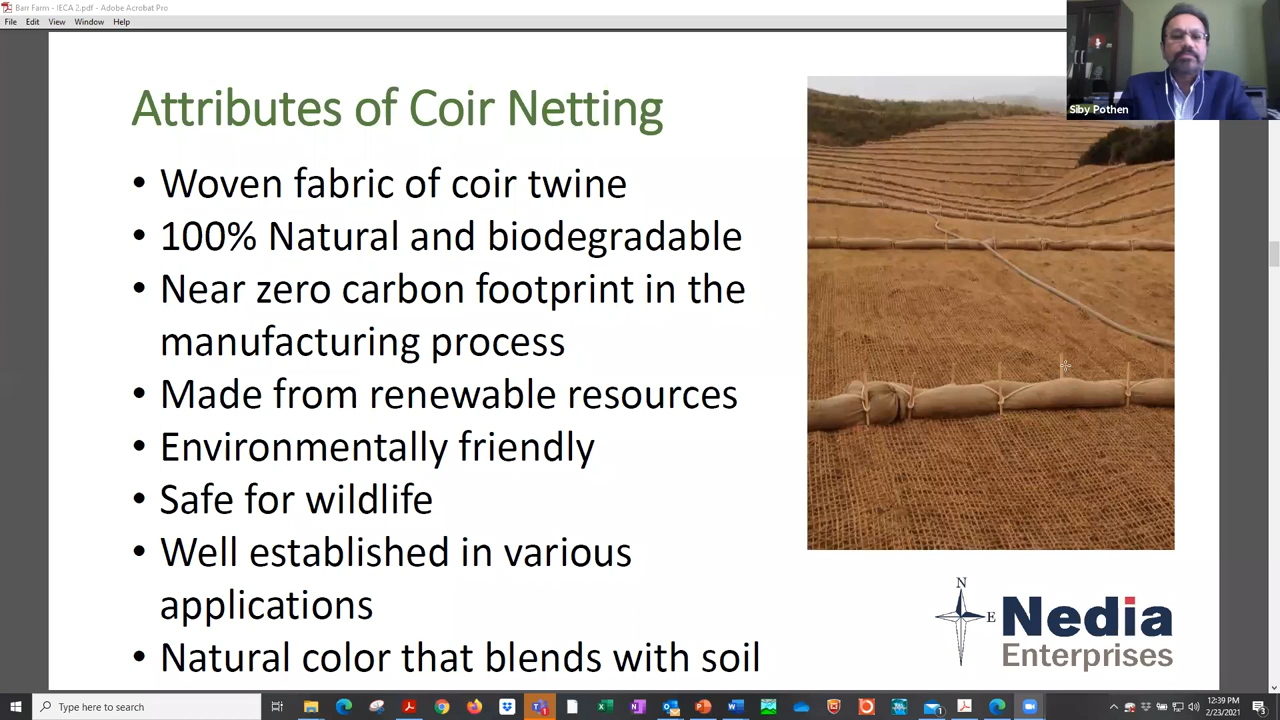 Barr Farm - IECA 2.pdf - Adobe Acrobat Pro
File Edit View Window Help
Siby Pothen
Attributes of Coir Netting
• Woven fabric of coir twine
• 100% Natural and biodegradable
• Near zero carbon footprint in the
manufacturing process
• Made from renewable resources
• Environmentally friendly
• Safe for wildlife
• Well established in various
applications
• Natural color that blends with soil
N
E
Nedia
Enterprises
Type here to search
12:39 PM
2/23/2021